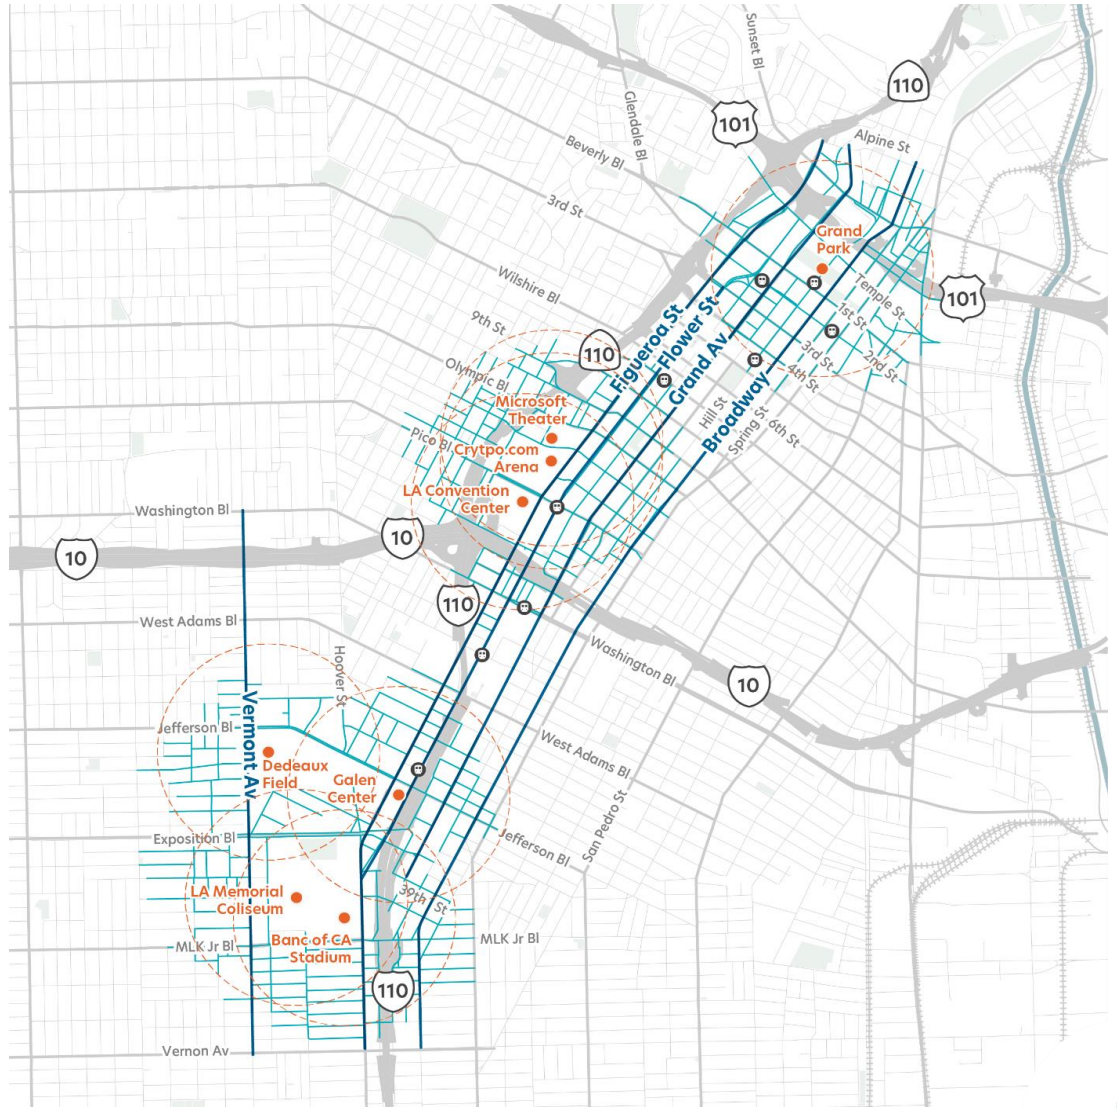 Sunset Bl
110
101
Glendale Bl
Alpine St
Beverly Bl
3rd St
Grand
Park
Wilshire Bl
Temple St
101
1st St
9th St
Figueroa St
Flower St
2nd St
110
Grand Av
3rd St
4th St
Olympic Bl
Microsoft
Theater
Hill St
Broadway
Spring St
6th St
Pico Bl
Crytpo.com
Arena
LA Convention
Center
Washington Bl
10
10
110
West Adams Bl
Hoover St
Washington Bl
10
Vermont Av
Jefferson Bl
West Adams Bl
Dedeaux
Field
Galen
Center
San Pedro St
Exposition Bl
Jefferson Bl
39th St
LA Memorial
Coliseum
Banc of CA
Stadium
MLK Jr Bl
MLK Jr Bl
110
Vernon Av